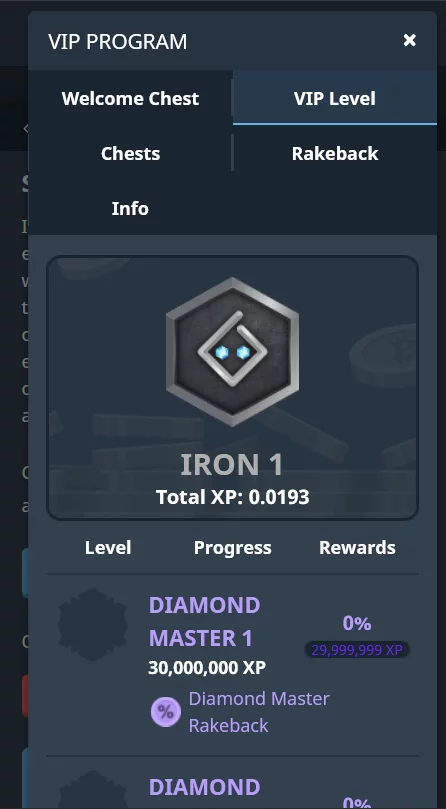 VIP PROGRAM
Welcome Chest
VIP Level
Chests
Rakeback
Info
IRON 1
Total XP: 0.0193
Level
Progress
Rewards
DIAMOND
MASTER 1
30,000,000 XP
0%
29,999,999 XP
Diamond Master
Rakeback
DIAMOND
0%